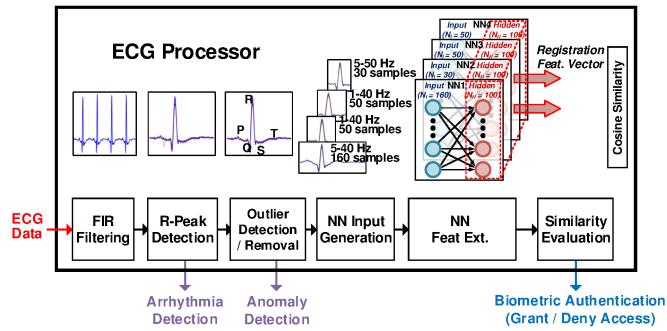 ECG Processor
R
P
T
Q
S
5-50 Hz
30 samples
1-40 Hz
50 samples
1-40 Hz
50 samples
5-40 Hz
160 samples
Input NN4 Hidden
(NI = 50) (NH = 100)
Input NN3 Hidden
(NI = 50) (NH = 100)
Input NN2 Hidden
(NI = 30) (NH = 100)
Input NN1 Hidden
(NI = 160) (NH = 100)
Registration
Feat. Vector
Cosine Similarity
ECG
Data
FIR
Filtering
R-Peak
Detection
Outlier
Detection
/ Removal
NN Input
Generation
NN
Feat Ext.
Similarity
Evaluation
Arrhythmia
Detection
Anomaly
Detection
Biometric Authentication
(Grant / Deny Access)